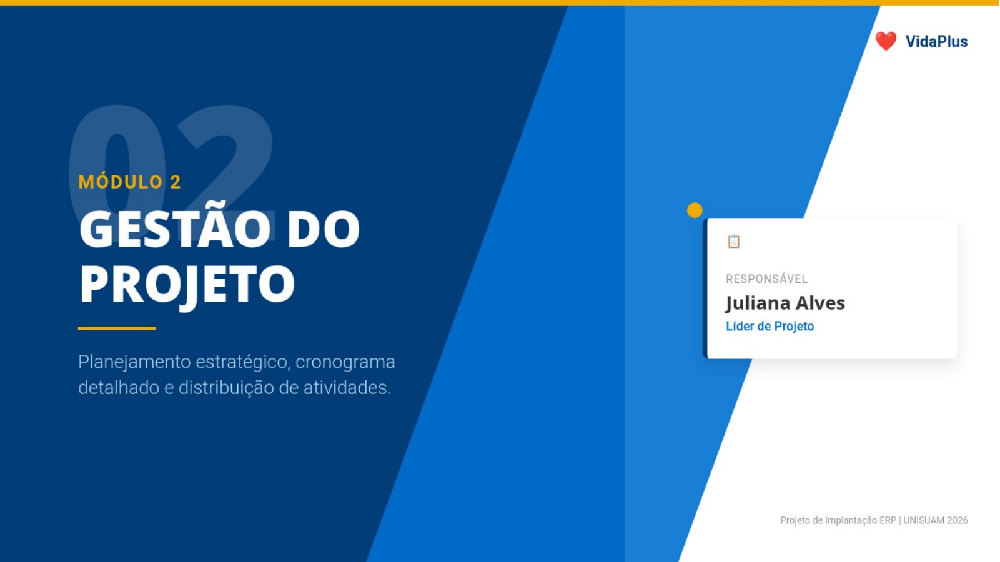 VidaPlus
02
MÓDULO 2
GESTÃO DO
PROJETO
Planejamento estratégico, cronograma
detalhado e distribuição de atividades.
RESPONSÁVEL
Juliana Alves
Líder de Projeto
Projeto de Implantação ERP | UNISUAM 2026